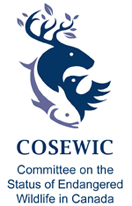 COSEWIC
Committee on the
Status of Endangered
Wildlife in Canada